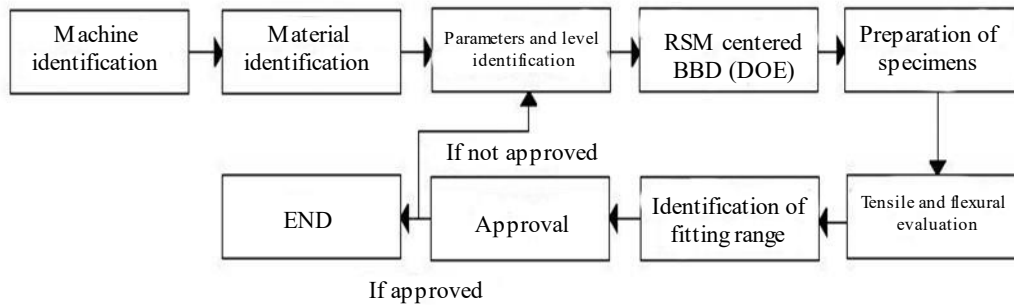 Machine
identification
Material
identification
Parameters and level
identification
RSM centered
BBD (DOE)
Preparation of
specimens
If not approved
END
Approval
Identification of
fitting range
Tensile and flexural
evaluation
If approved